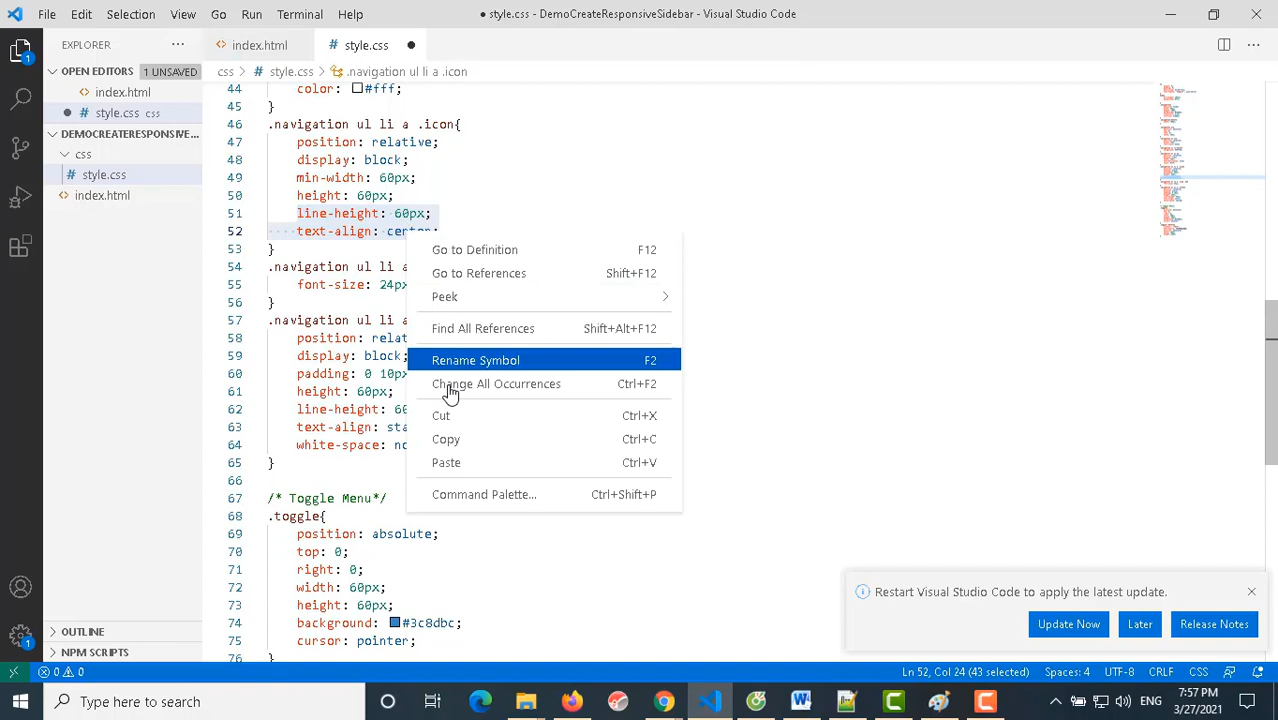 File Edit Selection View Go Run Terminal Help
● style.css - DemoCreateResponsiveSidebar - Visual Studio Code
EXPLORER
index.html
# style.css ●
OPEN EDITORS 1 UNSAVED
index.html
● # style.css css
DEMOCREATERESPONSIVE...
css
# style.css
index.html
OUTLINE
NPM SCRIPTS
css > # style.css > .navigation ul li a .icon
44 color: #fff;
45 }
46 .navigation ul li a .icon{
47 position: relative;
48 display: block;
49 min-width: 60px;
50 height: 60px;
51 line-height: 60px;
52 text-align: center;
53 }
54 .navigation ul li a
55 font-size: 24px
56 }
57 .navigation ul li a
58 position: relat
59 display: block;
60 padding: 0 10px
61 height: 60px;
62 line-height: 60
63 text-align: sta
64 white-space: no
65 }
66
67 /* Toggle Menu*/
68 .toggle{
69 position: absolute;
70 top: 0;
71 right: 0;
72 width: 60px;
73 height: 60px;
74 background: #3c8dbc;
75 cursor: pointer;
76 }
Go to Definition F12
Go to References Shift+F12
Peek
Find All References Shift+Alt+F12
Rename Symbol F2
Change All Occurrences Ctrl+F2
Cut Ctrl+X
Copy Ctrl+C
Paste Ctrl+V
Command Palette... Ctrl+Shift+P
Restart Visual Studio Code to apply the latest update.
Update Now Later Release Notes
0 0 Ln 52, Col 24 (43 selected) Spaces: 4 UTF-8 CRLF CSS
Type here to search
ENG
7:57 PM
3/27/2021